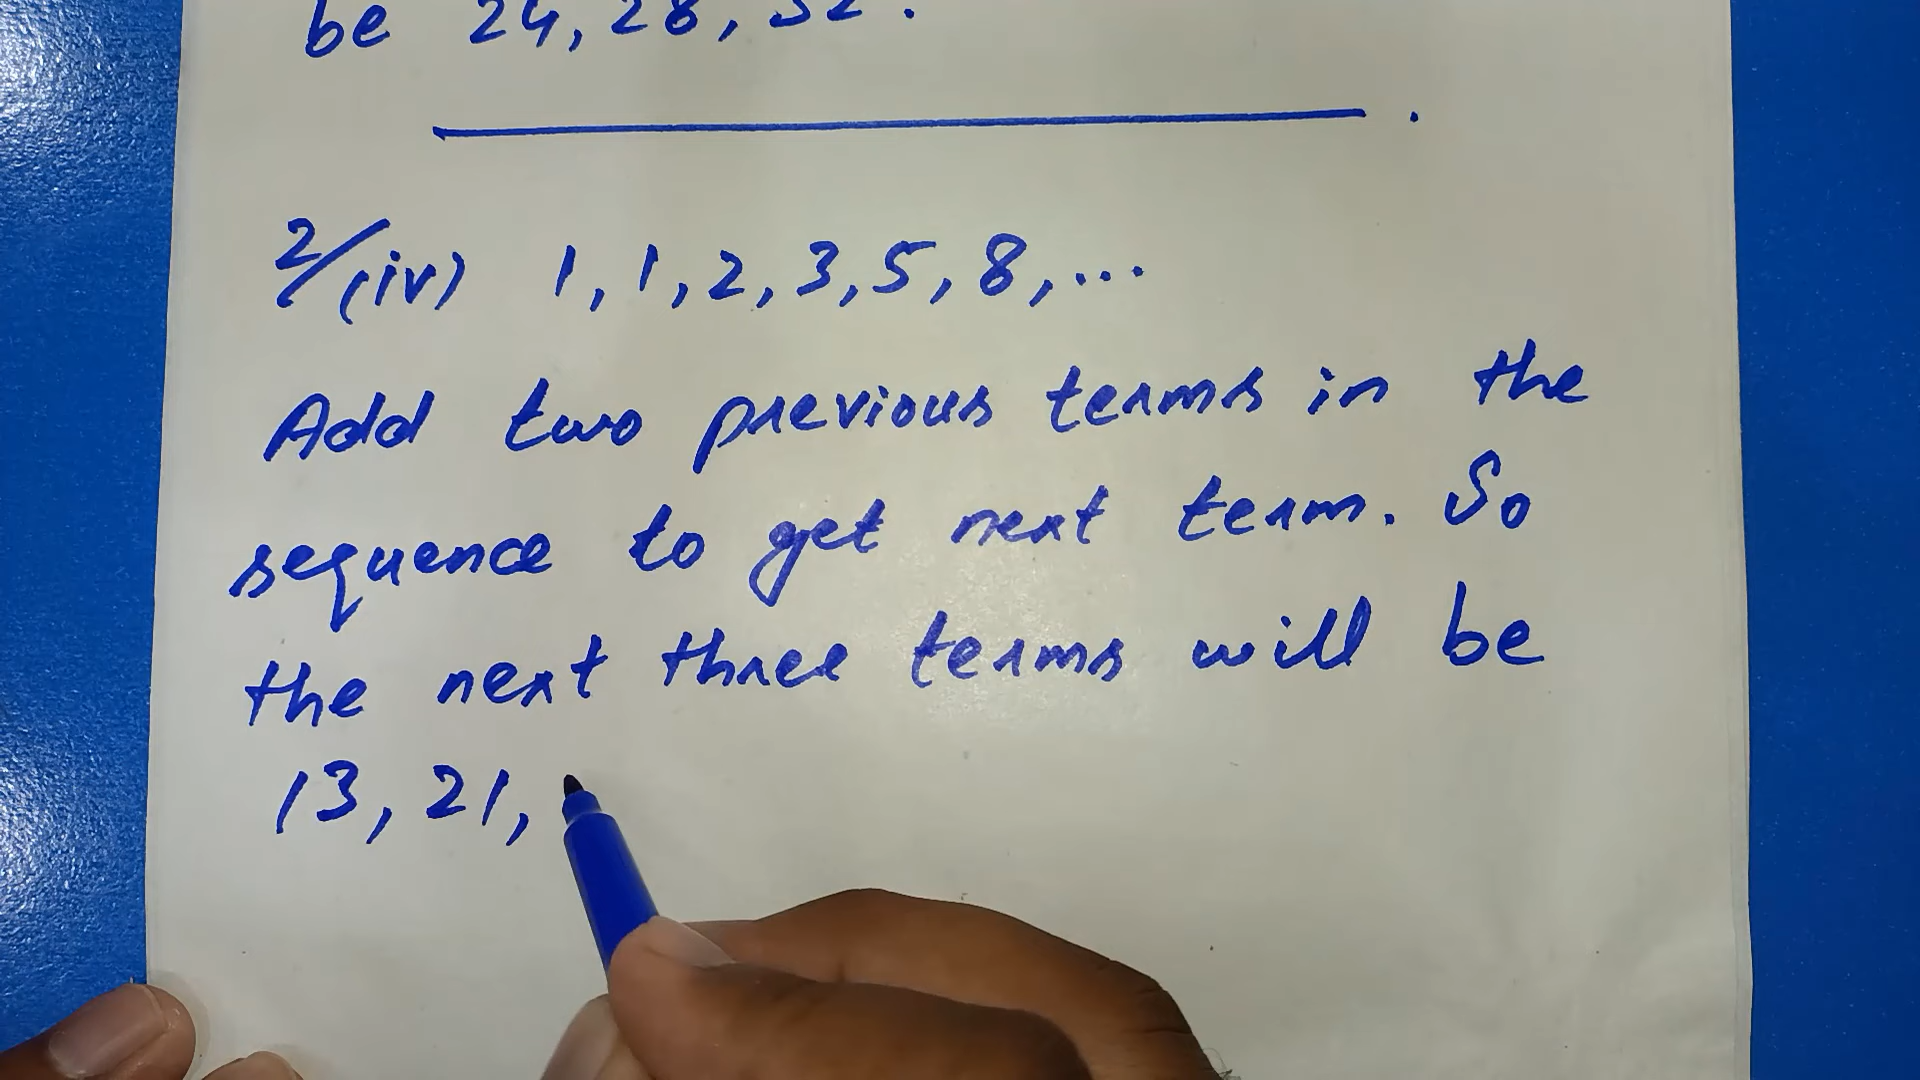 be 24, 28, 32.
2/(iv) 1, 1, 2, 3, 5, 8, ...
Add two previous terms in the
sequence to get next term. So
the next three terms will be
13, 21,